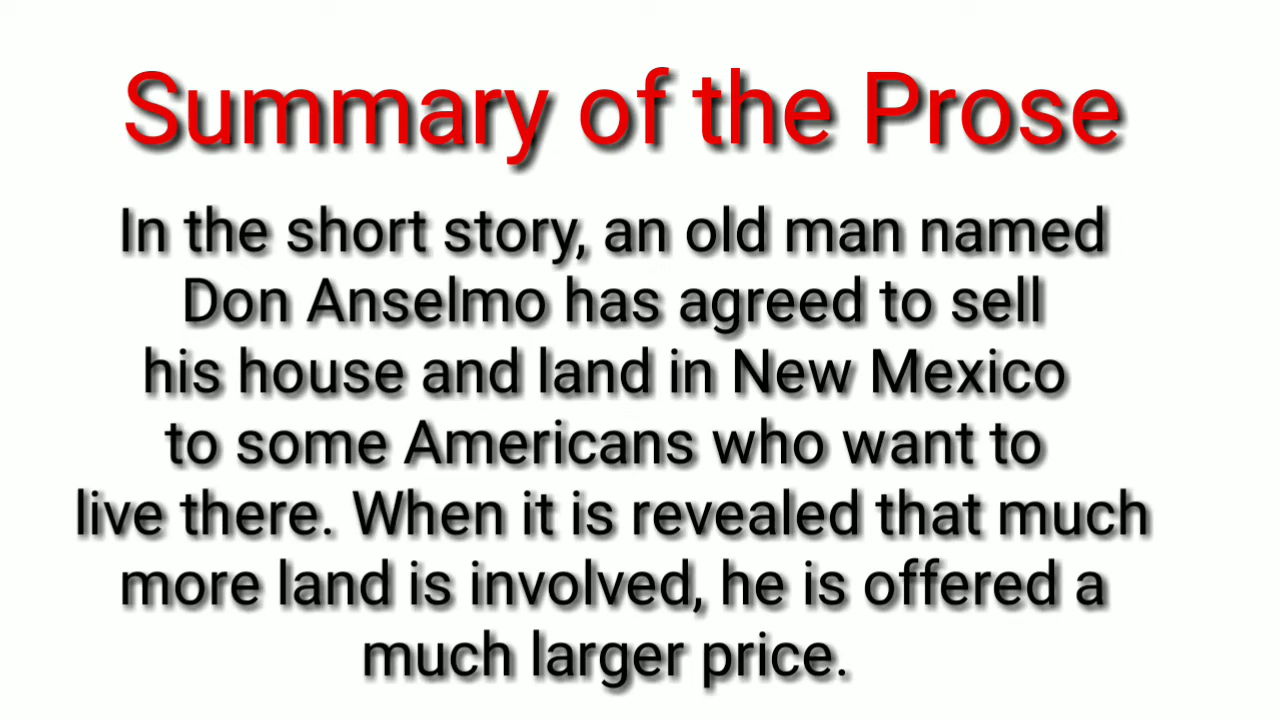 Summary of the Prose
In the short story, an old man named
Don Anselmo has agreed to sell
his house and land in New Mexico
to some Americans who want to
live there. When it is revealed that much
more land is involved, he is offered a
much larger price.